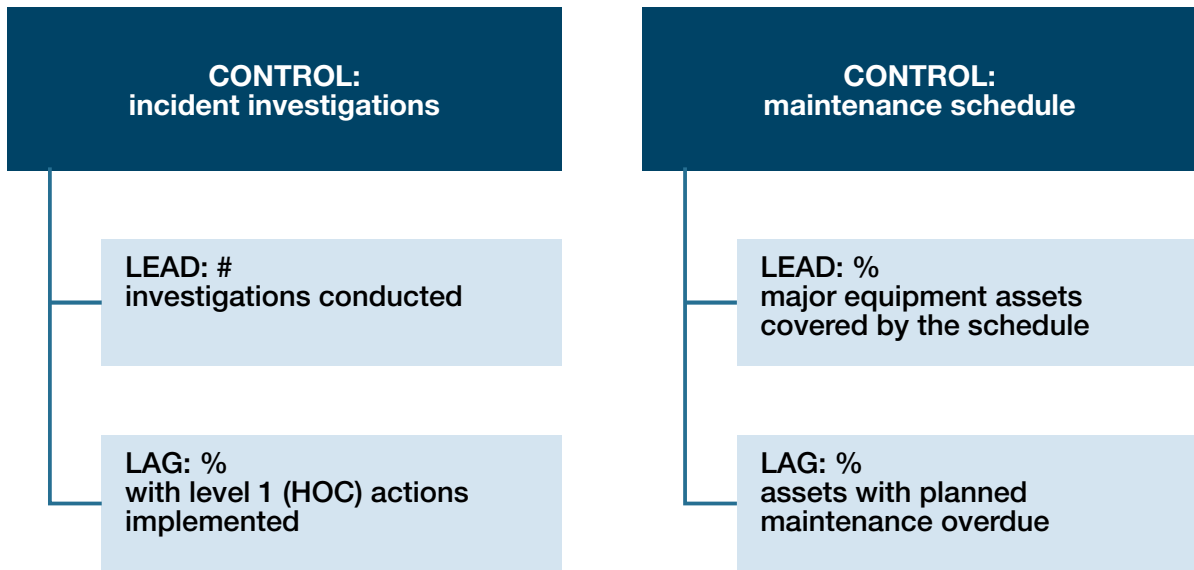 CONTROL:
incident investigations
LEAD: #
investigations conducted
LAG: %
with level 1 (HOC) actions
implemented
CONTROL:
maintenance schedule
LEAD: %
major equipment assets
covered by the schedule
LAG: %
assets with planned
maintenance overdue